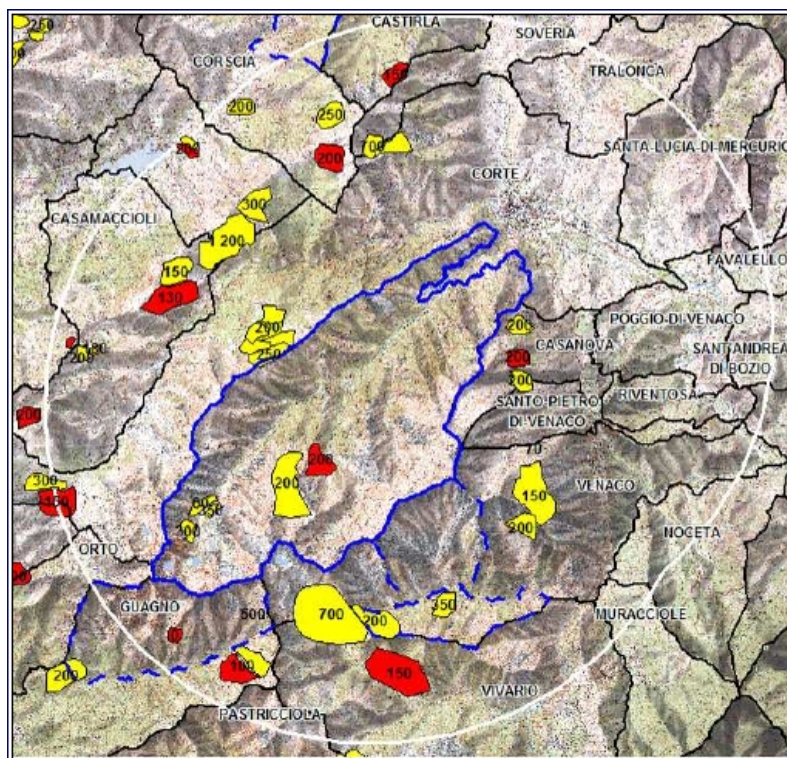 CASTIRLA
250
SOVERIA
CORSCIA
TRALONCA
200
250
200
SANTA-LUCIA-DI-MERCURIO
CORTE
300
CASAMACCIOLI
1 200
FAVALELLO
150
130
POGGIO-DI-VENACO
200
200
CASANOVA
SANT'ANDREA
DI-BOZIO
250
200
200
200
RIVENTOSA
SANTO-PIETRO
DI-VENACO
200
70
VENACO
200
300
150
150
200
NOCETA
ORTO
GUAGNO
500
700
200
350
MURACCIOLE
200
100
150
VIVARIO
PASTRICCIOLA